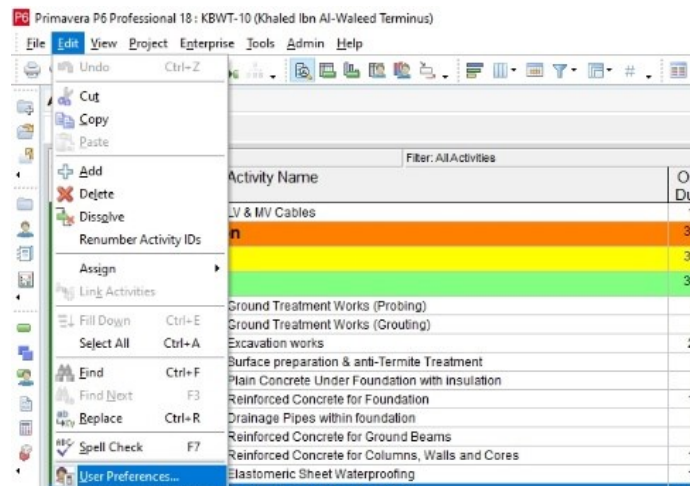 P6 Primavera P6 Professional 18 : KBWT-10 (Khaled Ibn Al-Waleed Terminus)
File Edit View Project Enterprise Tools Admin Help
Undo Ctrl+Z
Cut
Copy
Paste
Add
Delete
Dissolve
Renumber Activity IDs
Assign
Link Activities
Fill Down Ctrl+E
Select All Ctrl+A
Find Ctrl+F
Find Next F3
Replace Ctrl+R
Spell Check F7
User Preferences...
Filter: All Activities
Activity Name
LV & MV Cables
Ground Treatment Works (Probing)
Ground Treatment Works (Grouting)
Excavation works
Surface preparation & anti-Termite Treatment
Plain Concrete Under Foundation with insulation
Reinforced Concrete for Foundation
Drainage Pipes within foundation
Reinforced Concrete for Ground Beams
Reinforced Concrete for Columns, Walls and Cores
Elastomeric Sheet Waterproofing